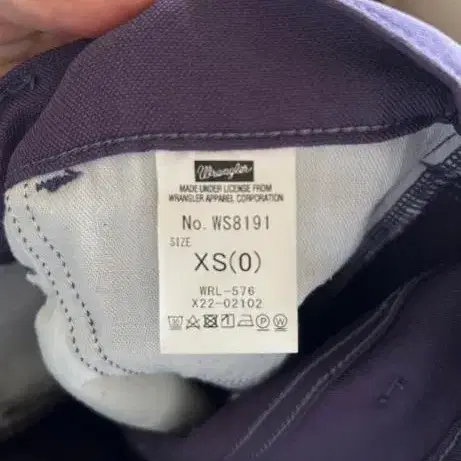 Wrangler
MADE UNDER LICENSE FROM
WRANGLER APPAREL CORPORATION
No. WS8191
SIZE
XS(0)
WRL-576
X22-02102
P W